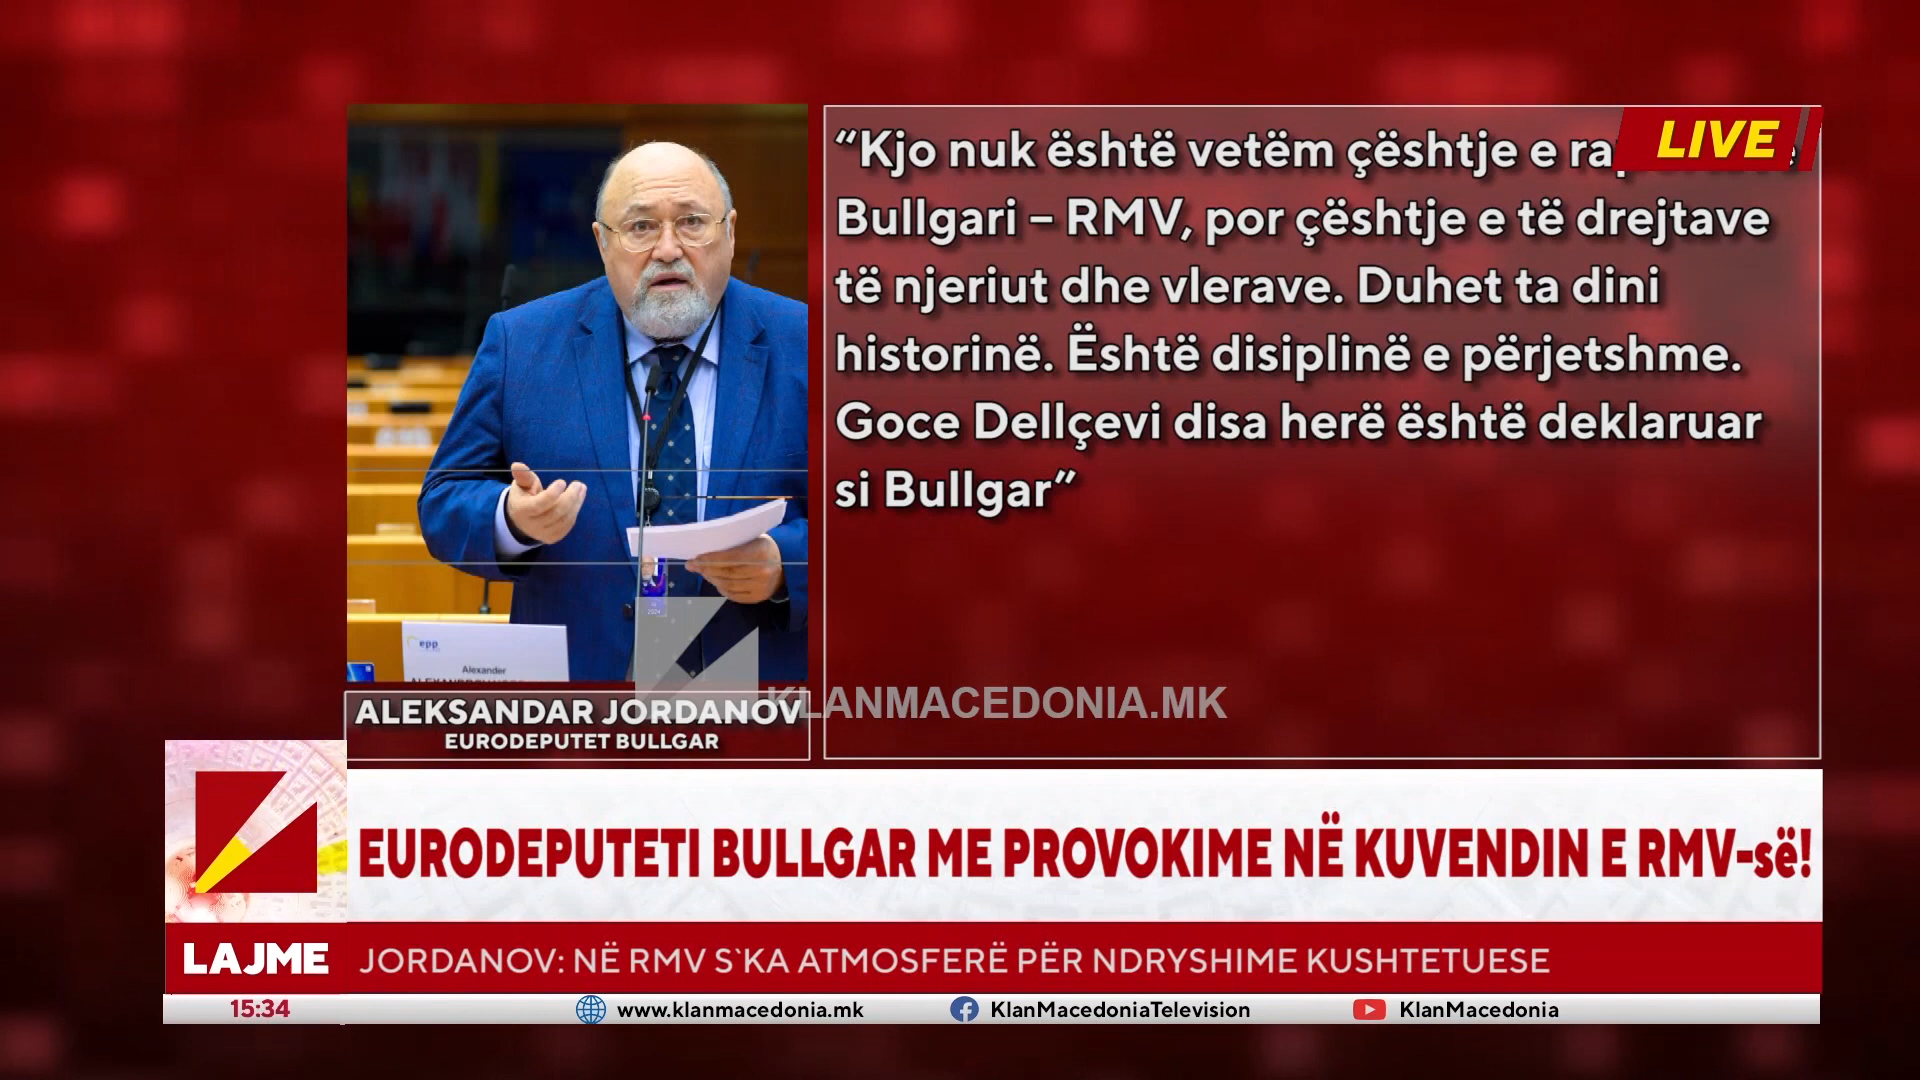 LIVE
“Kjo nuk është vetëm çështje e
Bullgari – RMV, por çështje e të drejtave
të njeriut dhe vlerave. Duhet ta dini
historinë. Është disiplinë e përjetshme.
Goce Dellçevi disa herë është deklaruar
si Bullgar”
epp
Alexander
KLANMACEDONIA.MK
ALEKSANDAR JORDANOV
EURODEPUTET BULLGAR
EURODEPUTETI BULLGAR ME PROVOKIME NË KUVENDIN E RMV-së!
LAJME
JORDANOV: NË RMV S`KA ATMOSFERË PËR NDRYSHIME KUSHTETUESE
15:34
www.klanmacedonia.mk
KlanMacedoniaTelevision
KlanMacedonia